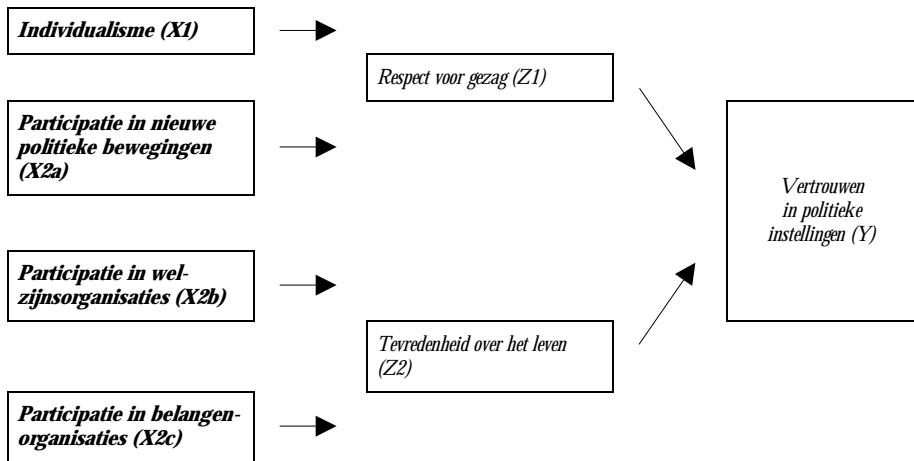 Individualisme (X1)
Participatie in nieuwe
politieke bewegingen
(X2a)
Participatie in wel-
zijnsorganisaties (X2b)
Participatie in belangen-
organisaties (X2c)
Respect voor gezag (Z1)
Tevredenheid over het leven
(Z2)
Vertrouwen
in politieke
instellingen (Y)